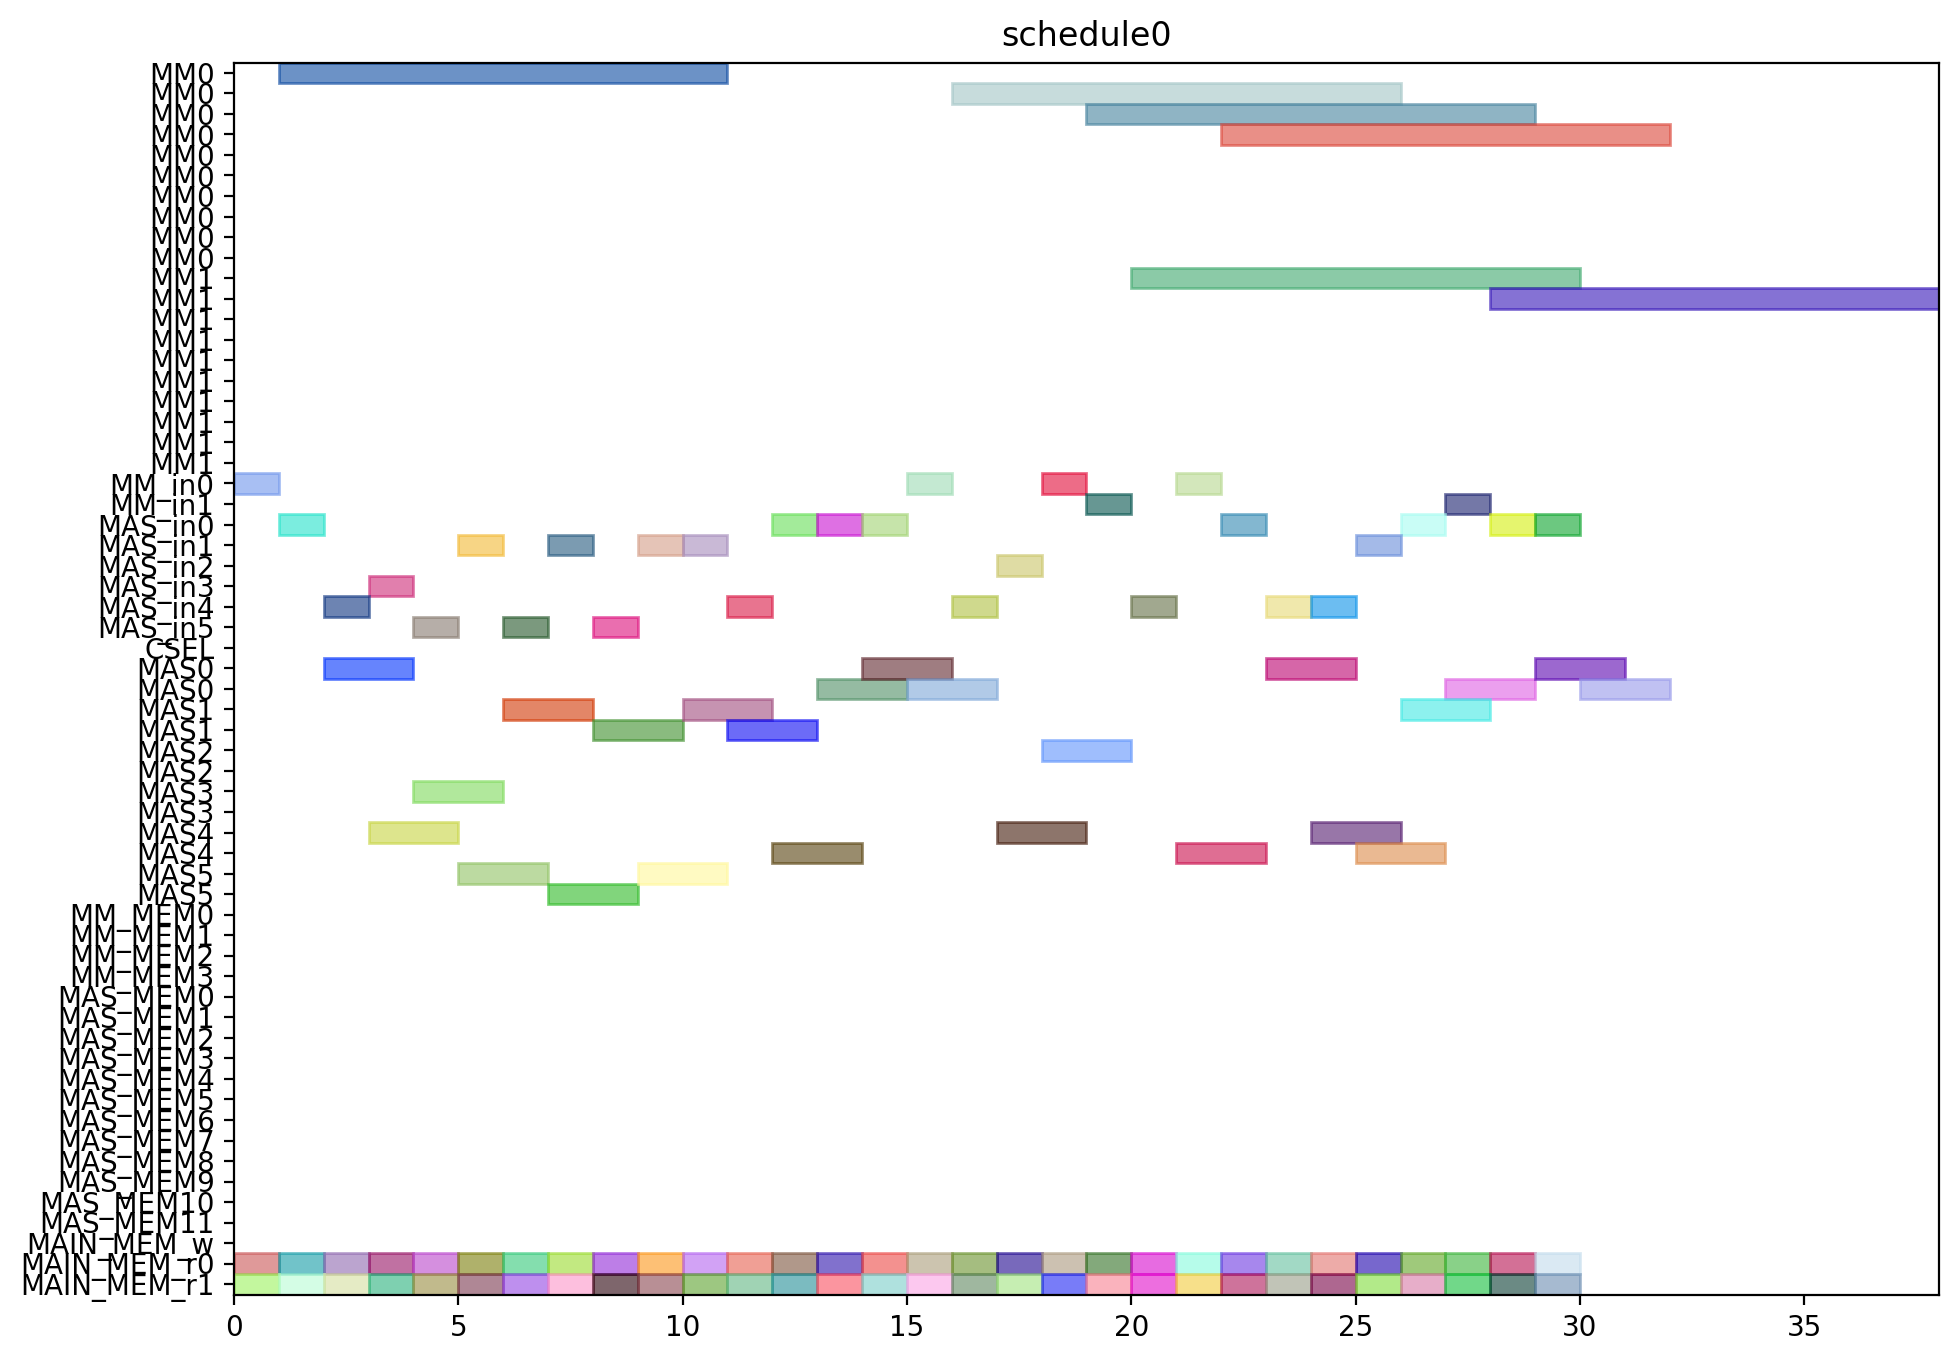 schedule0
MM0
MM0
MM0
MM0
MM0
MM0
MM0
MM0
MM0
MM0
MM1
MM1
MM1
MM1
MM1
MM1
MM1
MM1
MM1
MM1
MM_in0
MM_in1
MAS_in0
MAS_in1
MAS_in2
MAS_in3
MAS_in4
MAS_in5
CSEL
MAS0
MAS0
MAS1
MAS1
MAS2
MAS2
MAS3
MAS3
MAS4
MAS4
MAS5
MAS5
MM_MEM0
MM_MEM1
MM_MEM2
MM_MEM3
MAS_MEM0
MAS_MEM1
MAS_MEM2
MAS_MEM3
MAS_MEM4
MAS_MEM5
MAS_MEM6
MAS_MEM7
MAS_MEM8
MAS_MEM9
MAS_MEM10
MAS_MEM11
MAIN_MEM_w
MAIN_MEM_r0
MAIN_MEM_r1
0 5 10 15 20 25 30 35